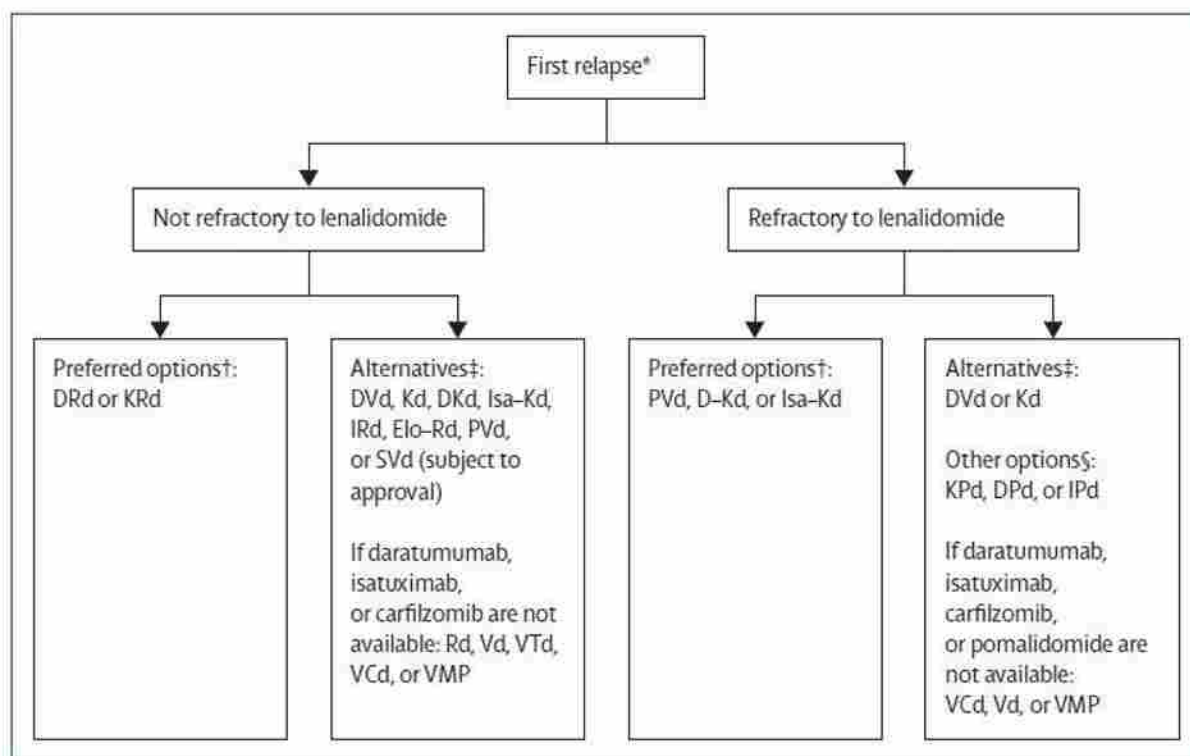 First relapse*
Not refractory to lenalidomide
Refractory to lenalidomide
Preferred options†:
DRd or KRd
Alternatives‡:
DVd, Kd, DKd, Isa–Kd,
IRd, Elo–Rd, PVd,
or SVd (subject to
approval)
If daratumumab,
isatuximab,
or carfilzomib are not
available: Rd, Vd, VTd,
VCd, or VMP
Preferred options†:
PVd, D–Kd, or Isa–Kd
Alternatives‡:
DVd or Kd
Other options§:
KPd, DPd, or IPd
If daratumumab,
isatuximab,
carfilzomib,
or pomalidomide are
not available:
VCd, Vd, or VMP